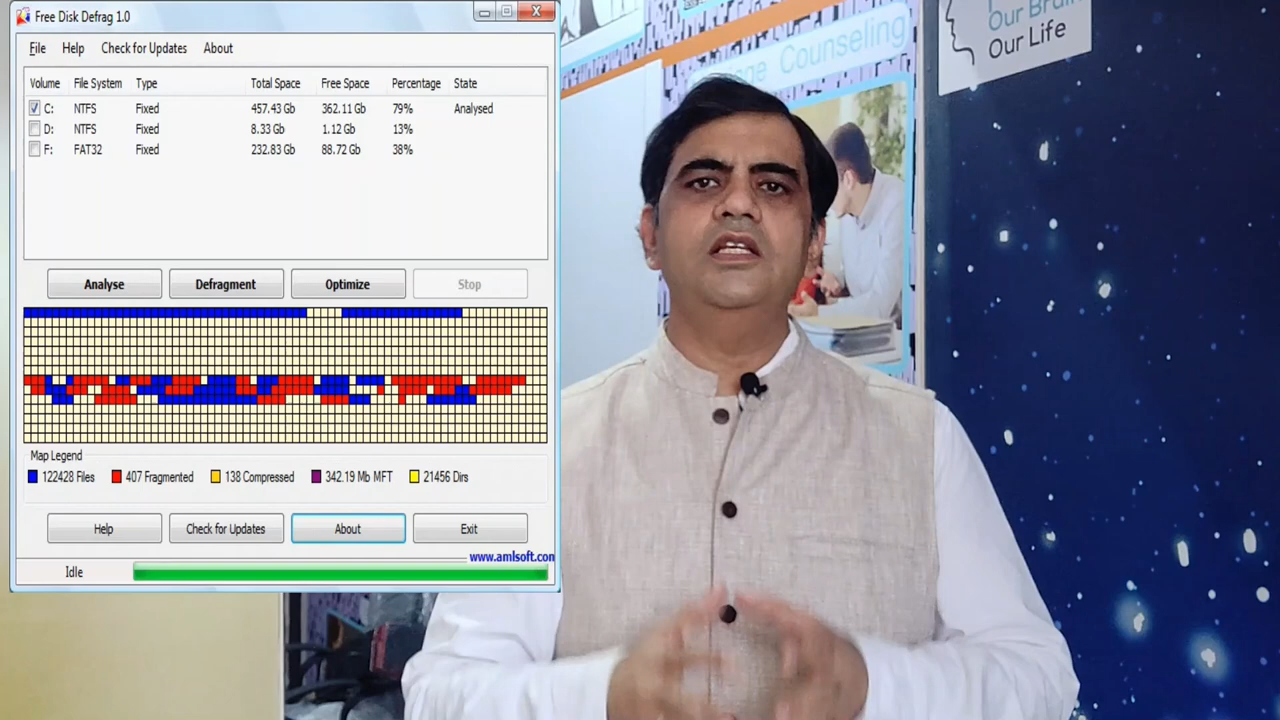 Free Disk Defrag 1.0
File Help Check for Updates About
Volume File System Type Total Space Free Space Percentage State
C: NTFS Fixed 457.43 Gb 362.11 Gb 79% Analysed
D: NTFS Fixed 8.33 Gb 1.12 Gb 13%
F: FAT32 Fixed 232.83 Gb 88.72 Gb 38%
Analyse Defragment Optimize Stop
Map Legend
122428 Files 407 Fragmented 138 Compressed 342.19 Mb MFT 21456 Dirs
Help Check for Updates About Exit
www.amlsoft.com
Idle
Counseling
Our Brain
Our Life